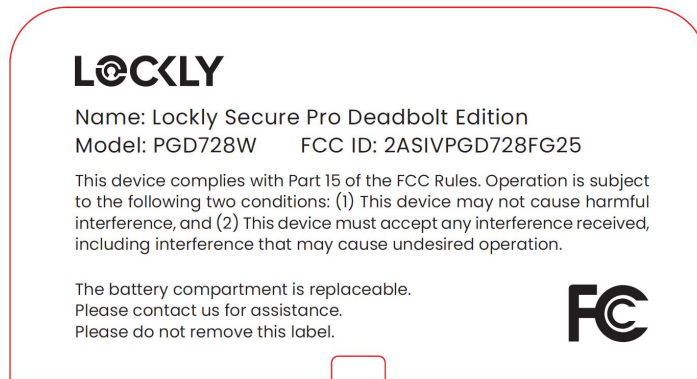 LOCKLY
Name: Lockly Secure Pro Deadbolt Edition
Model: PGD728W FCC ID: 2ASIVPGD728FG25
This device complies with Part 15 of the FCC Rules. Operation is subject
to the following two conditions: (1) This device may not cause harmful
interference, and (2) This device must accept any interference received,
including interference that may cause undesired operation.
The battery compartment is replaceable.
Please contact us for assistance.
Please do not remove this label.
FC